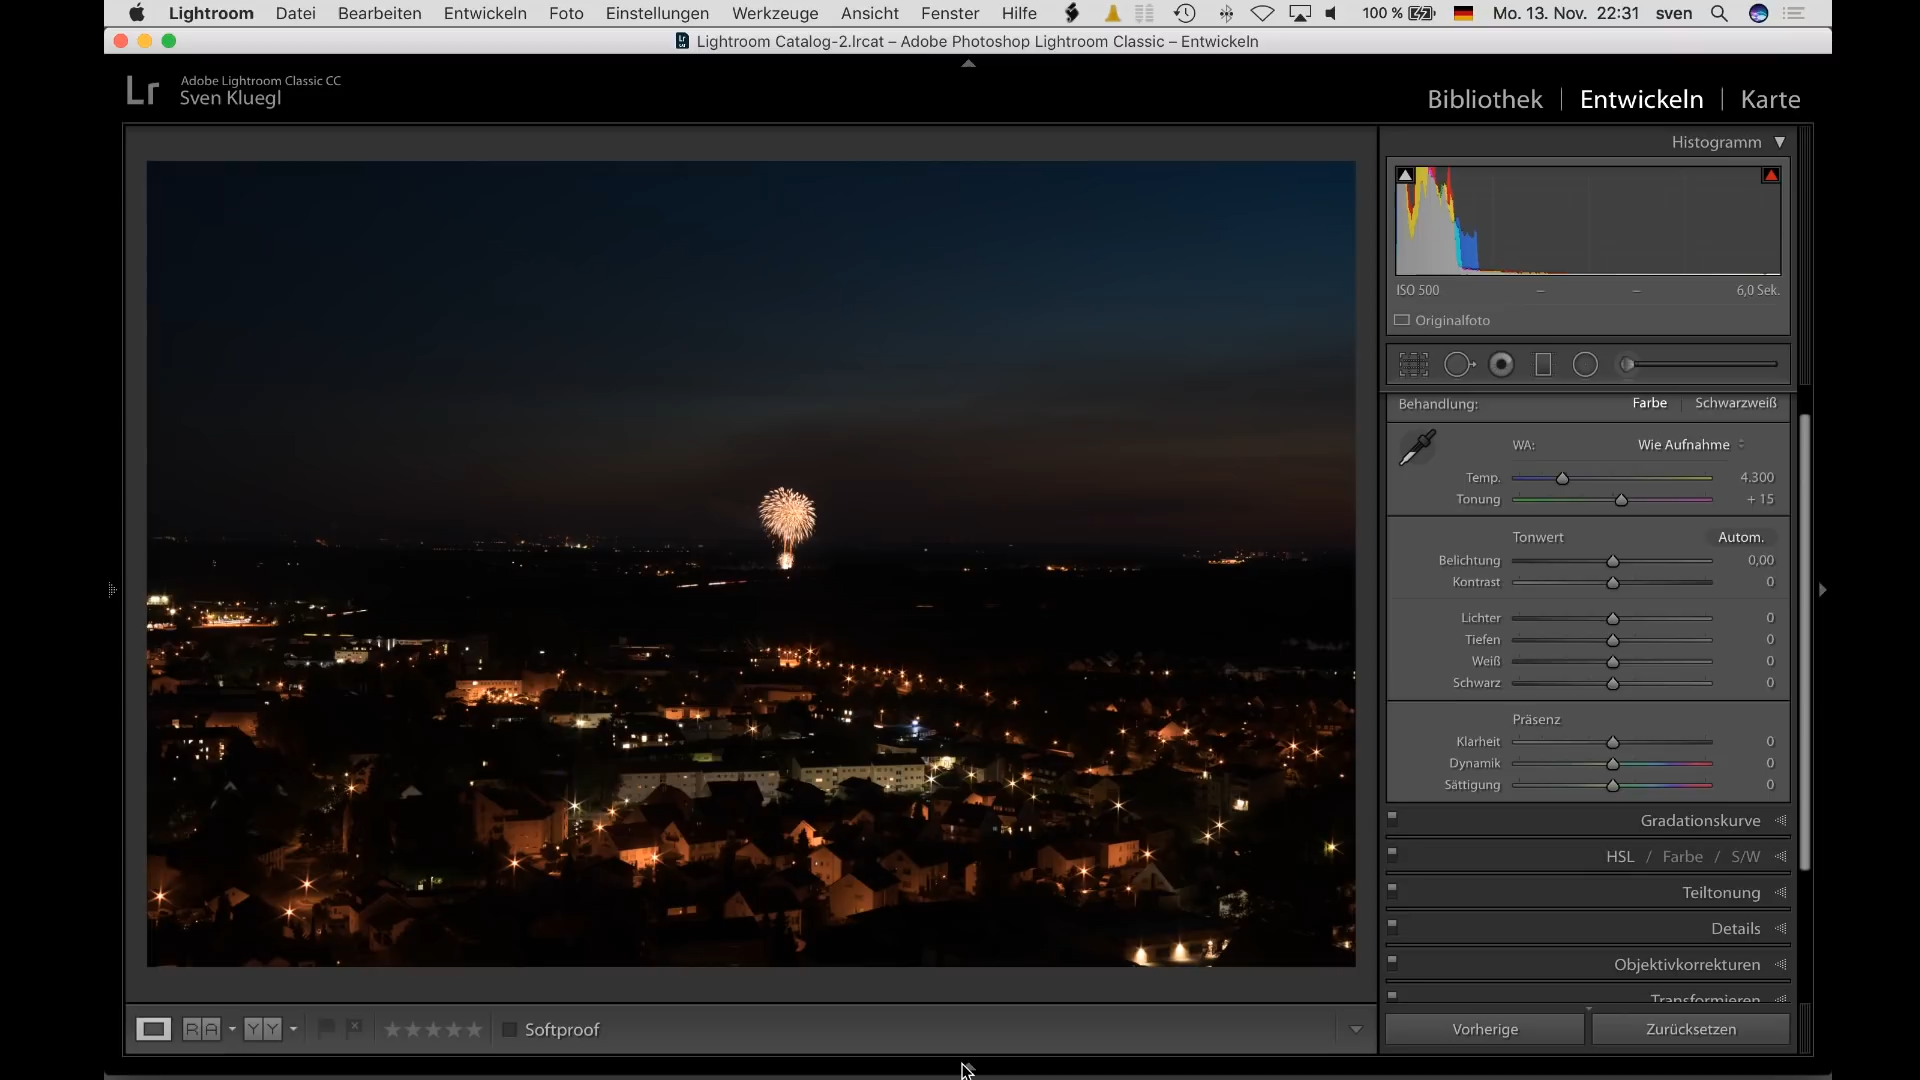 Lightroom Datei Bearbeiten Entwickeln Foto Einstellungen Werkzeuge Ansicht Fenster Hilfe 100 % Mo. 13. Nov. 22:31 sven
Lightroom Catalog-2.lrcat – Adobe Photoshop Lightroom Classic – Entwickeln
Lr
Adobe Lightroom Classic CC
Sven Kluegl
Bibliothek | Entwickeln | Karte
Histogramm
ISO 500 – – 6,0 Sek.
Originalfoto
Behandlung: Farbe | Schwarzweiß
WA: Wie Aufnahme
Temp. 4.300
Tonung + 15
Tonwert Autom.
Belichtung 0,00
Kontrast 0
Lichter 0
Tiefen 0
Weiß 0
Schwarz 0
Präsenz
Klarheit 0
Dynamik 0
Sättigung 0
Gradationskurve
HSL / Farbe / S/W
Teiltonung
Details
Objektivkorrekturen
Transformieren
RA YY Softproof
Vorherige Zurücksetzen